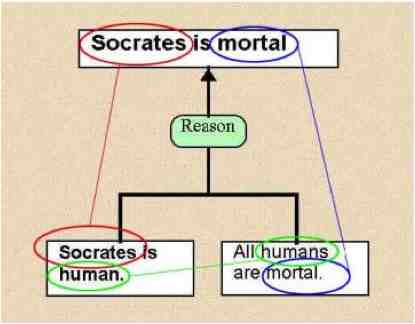 Socrates is mortal
Reason
Socrates is
human.
All humans
are mortal.